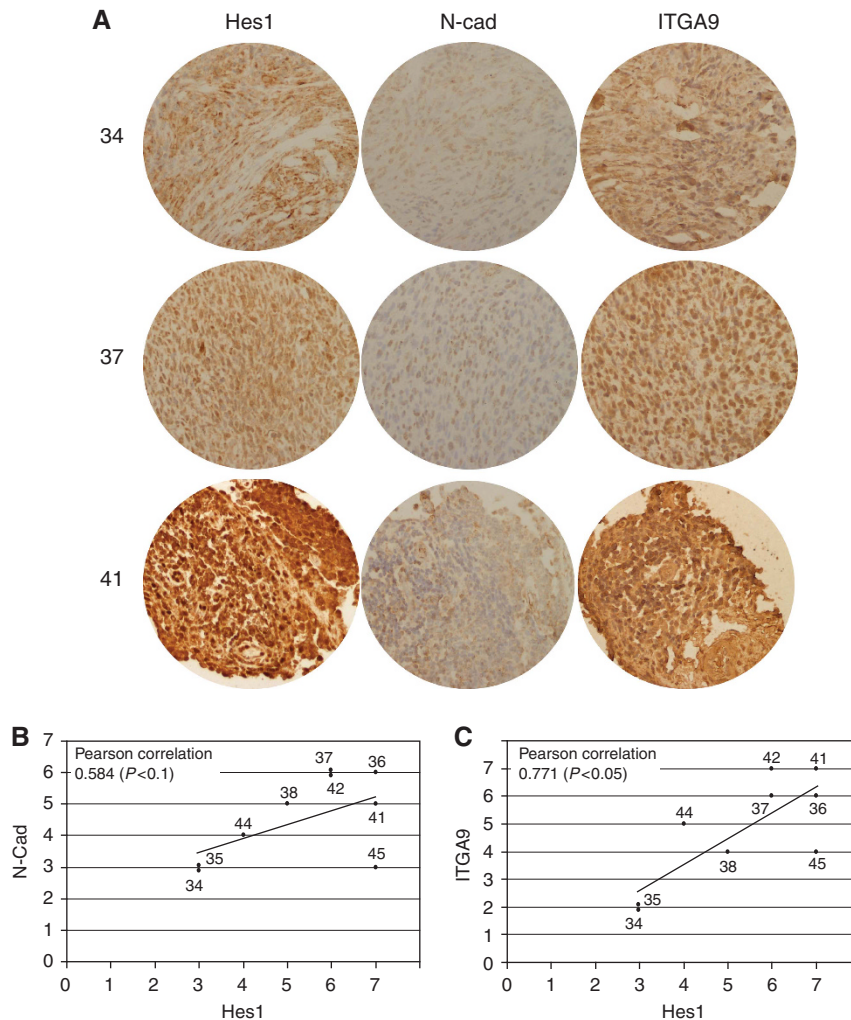 A
Hes1 N-cad ITGA9
34
37
41
B
7
6
5
4
3
2
1
0
N-Cad
Pearson correlation
0.584 (P<0.1)
37 36
42
38
41
44
35
45
34
0 1 2 3 4 5 6 7
Hes1
C
7
6
5
4
3
2
1
0
ITGA9
Pearson correlation
0.771 (P<0.05)
42 41
44
37 36
38 45
35
34
0 1 2 3 4 5 6 7
Hes1